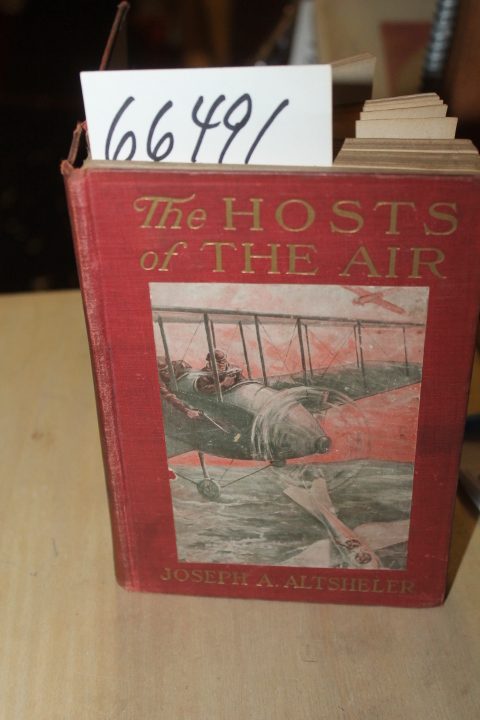 66491
The HOSTS
of THE AIR
JOSEPH A. ALTSHELER